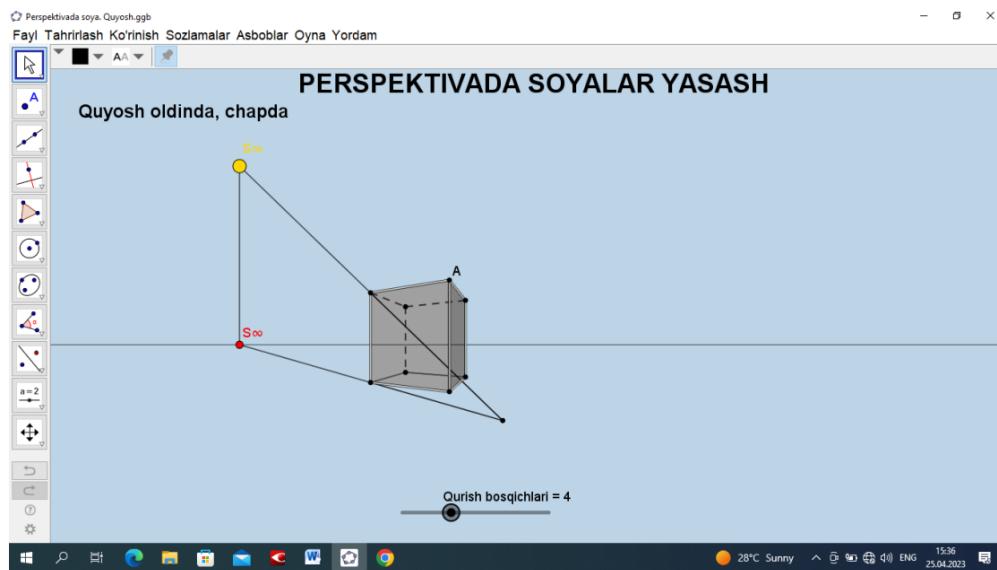 Perspektivada soya. Quyosh.ggb
Fayl Tahrirlash Ko'rinish Sozlamalar Asboblar Oyna Yordam
AA
PERSPEKTIVADA SOYALAR YASASH
Quyosh oldinda, chapda
S∞
A
S∞
A
a=2
Qurish bosqichlari = 4
28°C Sunny
ENG
15:36
25.04.2023